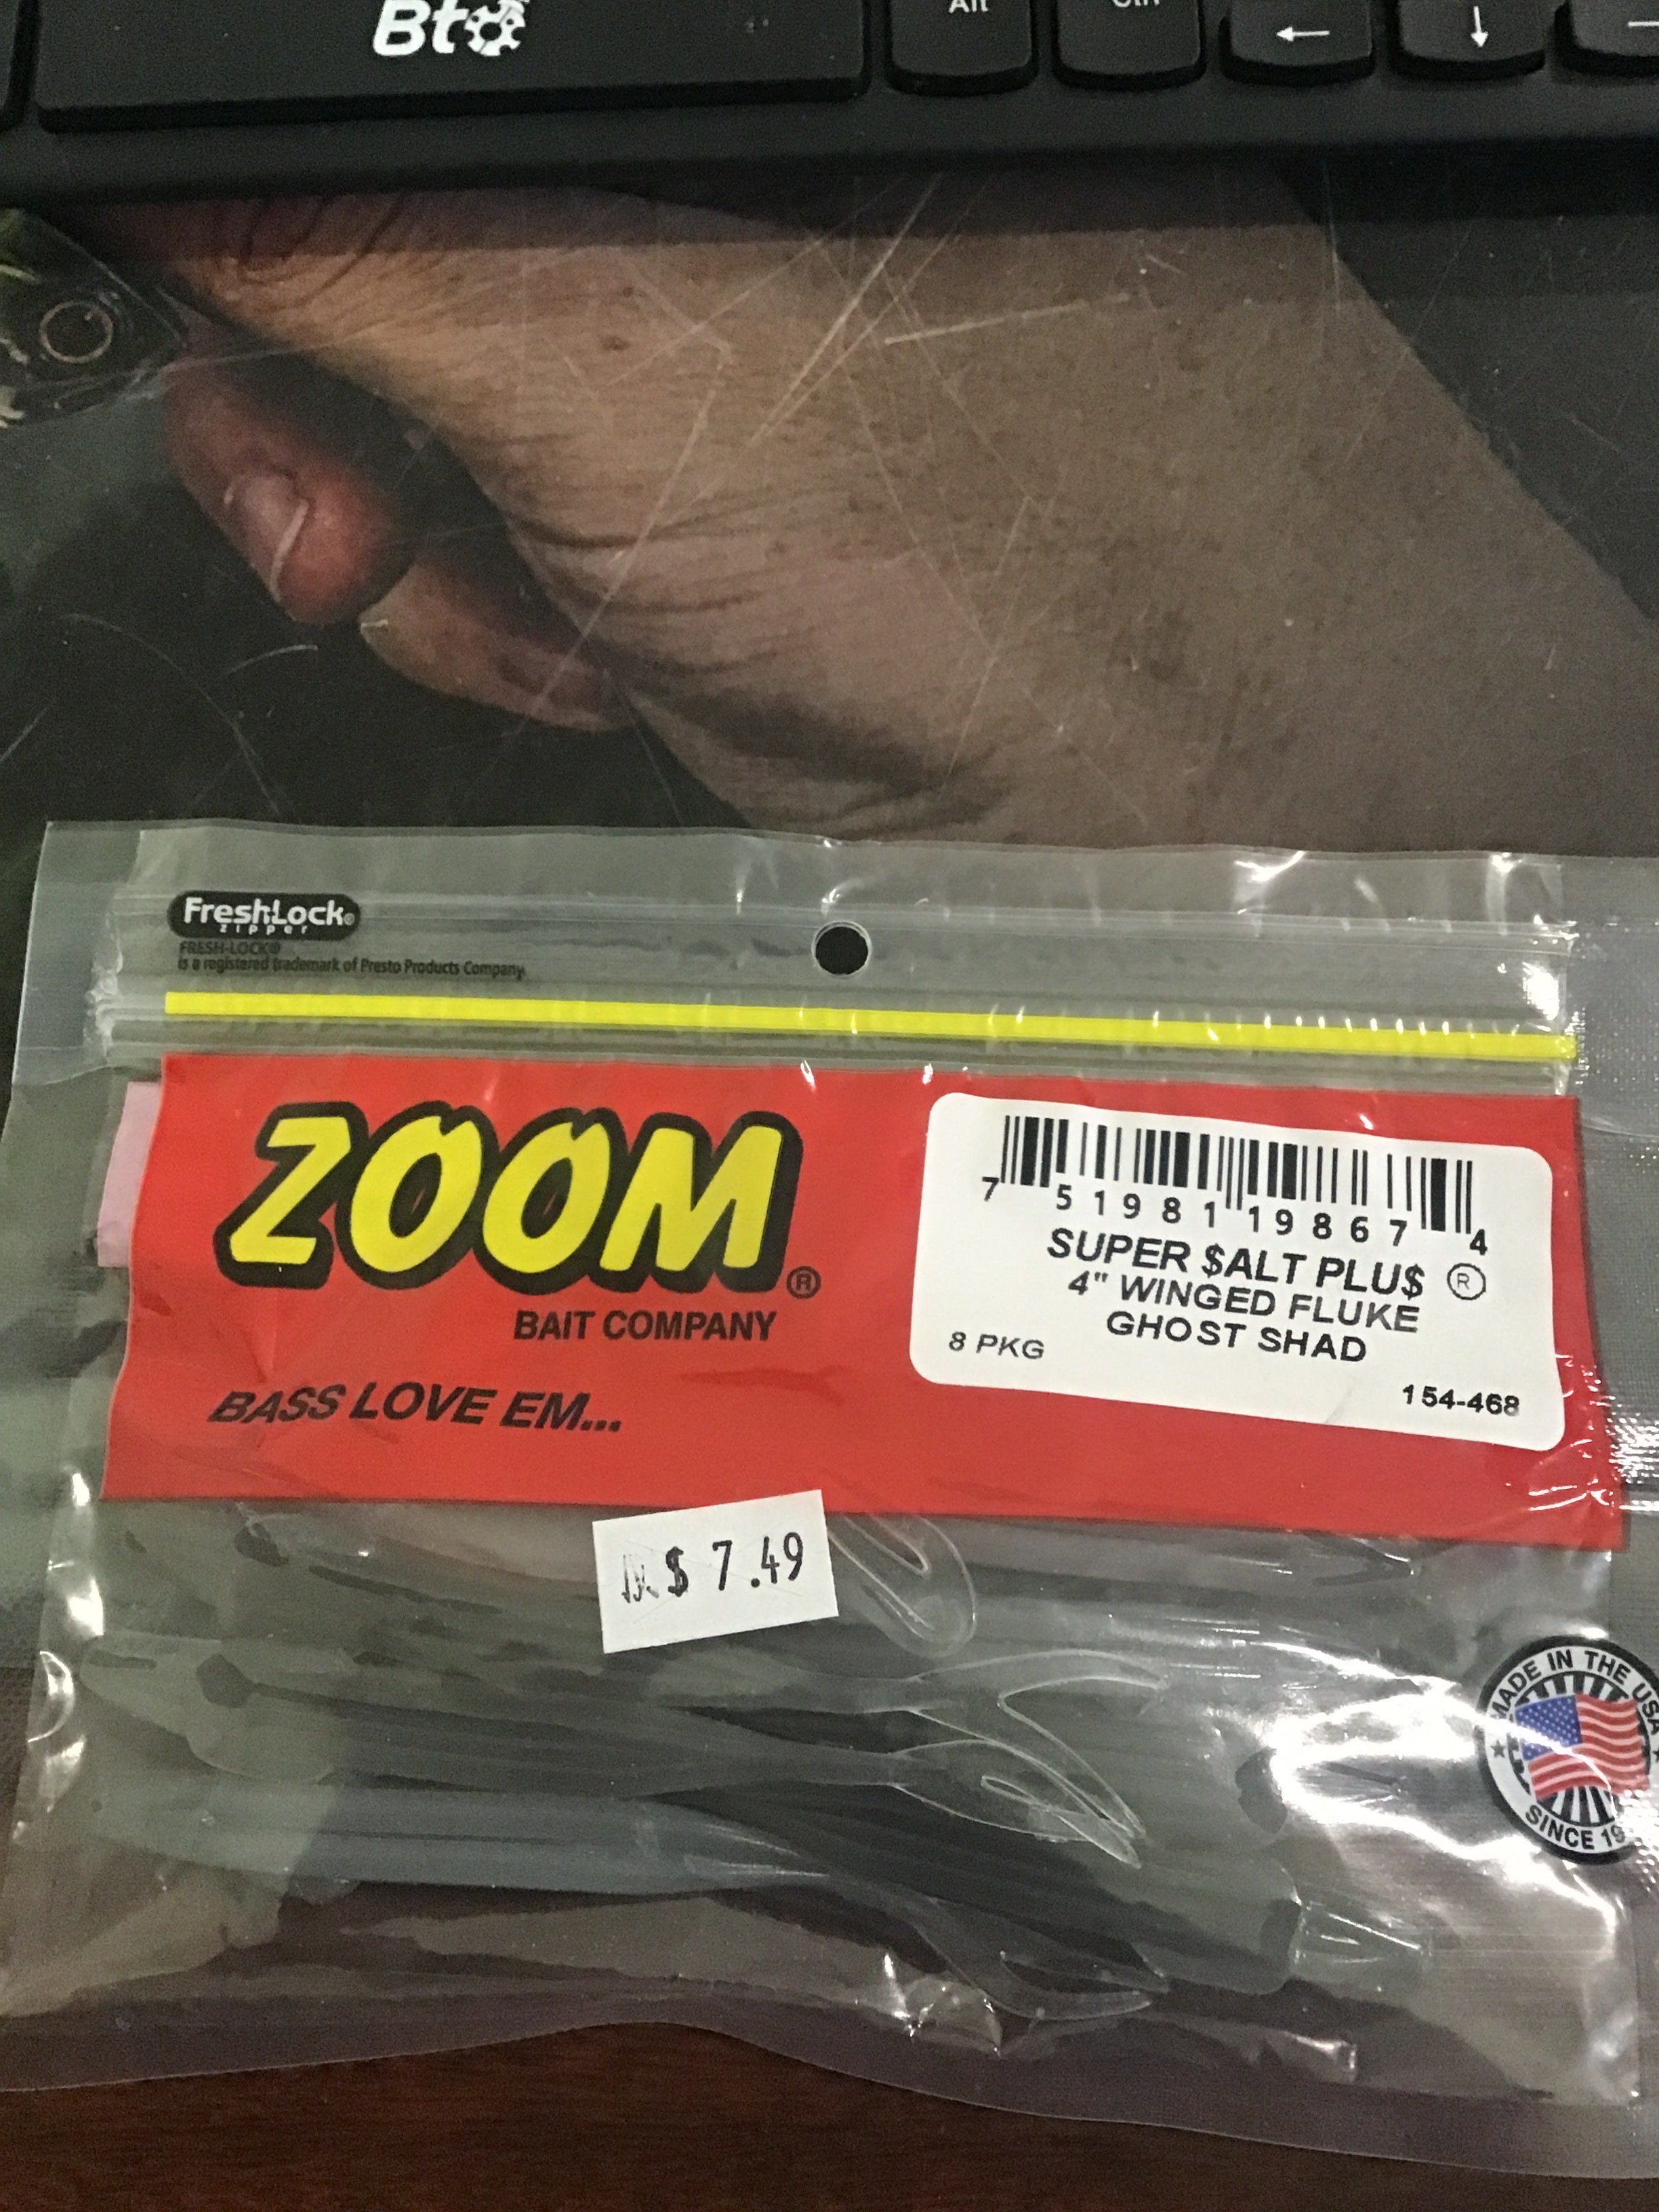 Bto
Alt
Ctrl
FreshLock®
zipper
FRESH-LOCK®
is a registered trademark of Presto Products Company
ZOOM®
BAIT COMPANY
BASS LOVE EM...
7 51981 19867 4
SUPER $ALT PLU$ ®
4" WINGED FLUKE
GHOST SHAD
8 PKG
154-468
$ 7.49
MADE IN THE USA
SINCE 19